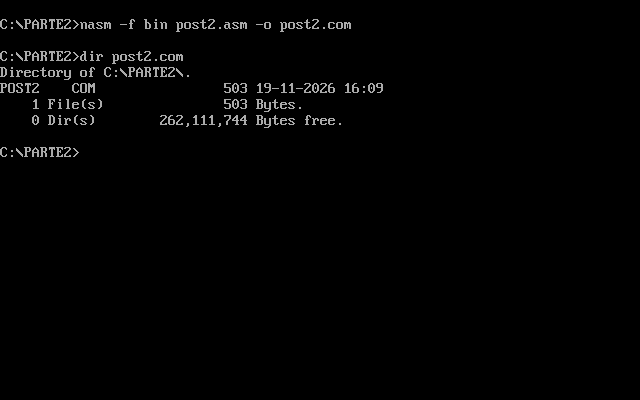 C:\PARTE2>nasm -f bin post2.asm -o post2.com
C:\PARTE2>dir post2.com
Directory of C:\PARTE2\.
POST2    COM                503 19-11-2026 16:09
    1 File(s)               503 Bytes.
    0 Dir(s)        262,111,744 Bytes free.
C:\PARTE2>